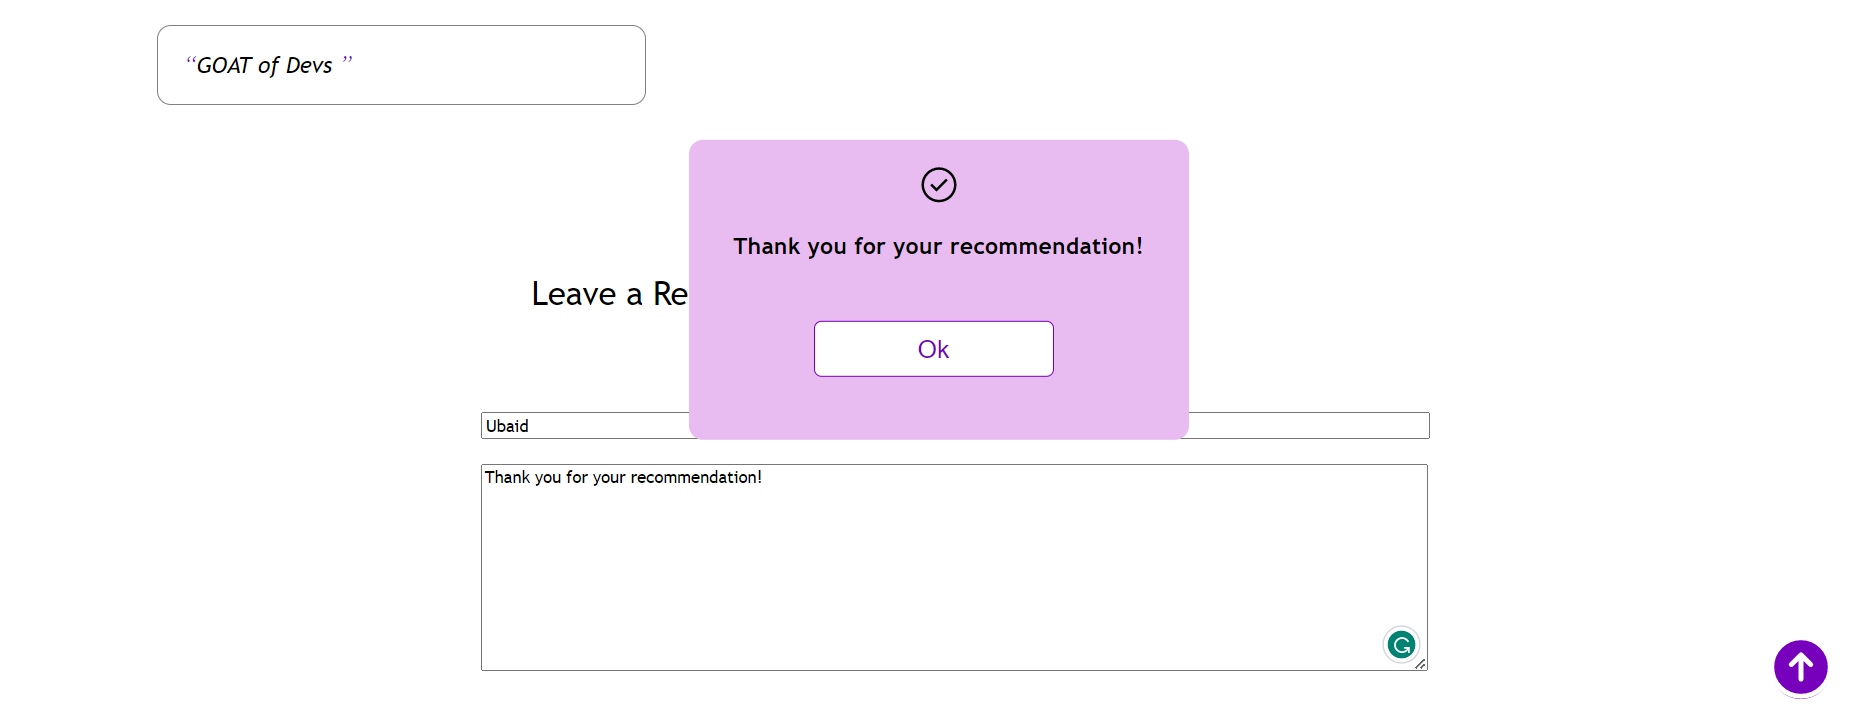 “GOAT of Devs ”
Thank you for your recommendation!
Leave a Re
Ok
Ubaid
Thank you for your recommendation!